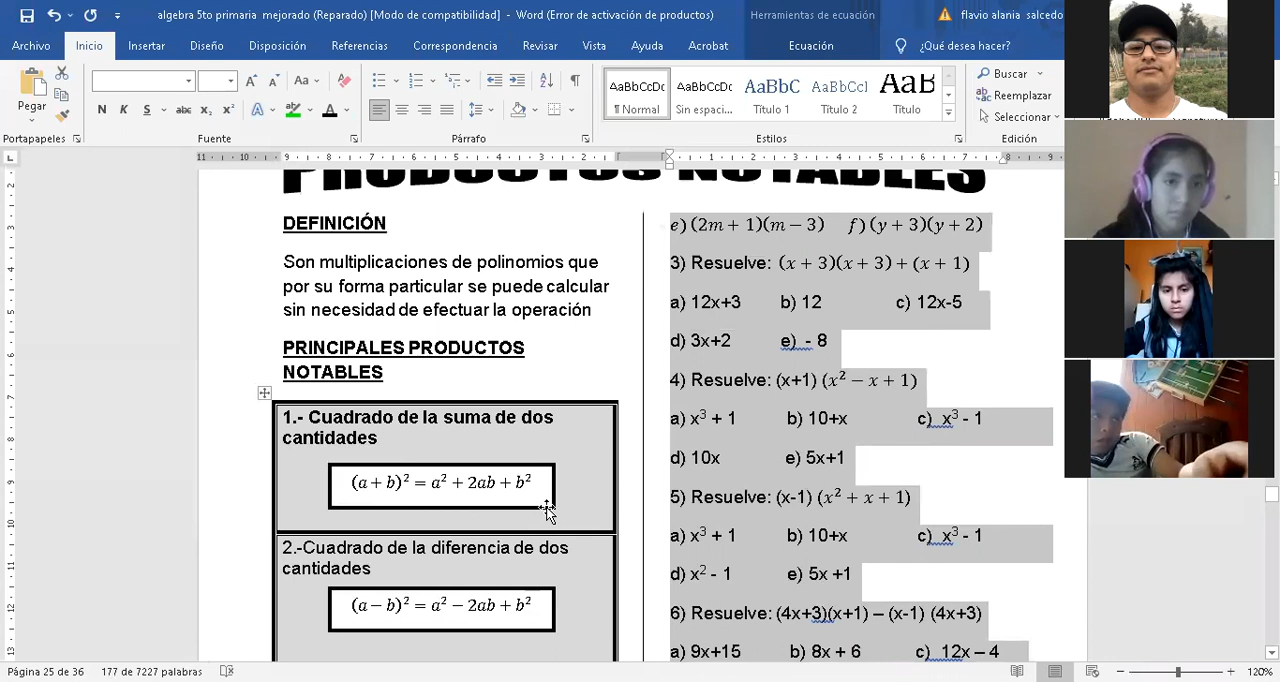 algebra 5to primaria mejorado (Reparado) [Modo de compatibilidad] - Word (Error de activación de productos)
Herramientas de ecuación
flavio alania salcedo
Archivo Inicio Insertar Diseño Disposición Referencias Correspondencia Revisar Vista Ayuda Acrobat Ecuación ¿Qué desea hacer?
Pegar
N K S abc x₂ x² Aa A A
AaBbCcDc AaBbCcDc AaBbC AaBbCcI AaB
¶ Normal Sin espaci... Título 1 Título 2 Título
Buscar
Reemplazar
Seleccionar
Portapapeles Fuente Párrafo Estilos Edición
PRODUCTOS NOTABLES
DEFINICIÓN
Son multiplicaciones de polinomios que
por su forma particular se puede calcular
sin necesidad de efectuar la operación
PRINCIPALES PRODUCTOS
NOTABLES
1.- Cuadrado de la suma de dos
cantidades
(a + b)² = a² + 2ab + b²
2.-Cuadrado de la diferencia de dos
cantidades
(a − b)² = a² − 2ab + b²
e) (2m + 1)(m − 3) f) (y + 3)(y + 2)
3) Resuelve: (x + 3)(x + 3) + (x + 1)
a) 12x+3 b) 12 c) 12x-5
d) 3x+2 e) - 8
4) Resuelve: (x+1) (x² − x + 1)
a) x³ + 1 b) 10+x c) x³ - 1
d) 10x e) 5x+1
5) Resuelve: (x-1) (x² + x + 1)
a) x³ + 1 b) 10+x c) x³ - 1
d) x² - 1 e) 5x +1
6) Resuelve: (4x+3)(x+1) – (x-1) (4x+3)
a) 9x+15 b) 8x + 6 c) 12x – 4
Página 25 de 36 177 de 7227 palabras
120%